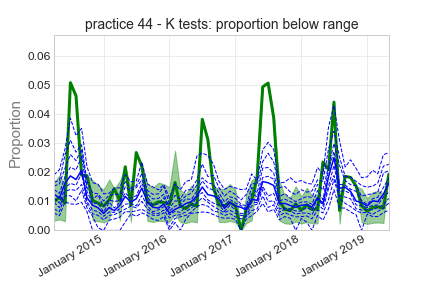 practice 44 - K tests: proportion below range
Proportion
0.06
0.05
0.04
0.03
0.02
0.01
0.00
January 2015
January 2016
January 2017
January 2018
January 2019